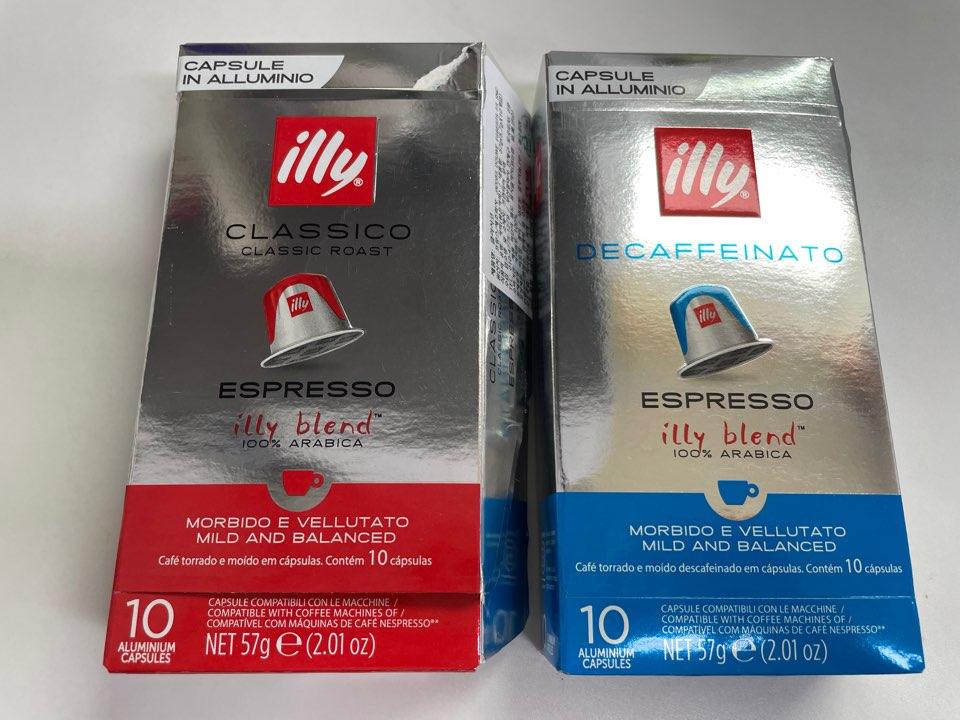 CAPSULE
IN ALLUMINIO
illy®
CLASSICO
CLASSIC ROAST
illy
ESPRESSO
illy blend™
100% ARABICA
MORBIDO E VELLUTATO
MILD AND BALANCED
Café torrado e moído em cápsulas. Contém 10 cápsulas
10
ALUMINIUM
CAPSULES
CAPSULE COMPATIBILI CON LE MACCHINE /
COMPATIBLE WITH COFFEE MACHINES OF /
COMPATÍVEL COM MÁQUINAS DE CAFÉ NESPRESSO**
NET 57g e (2.01 oz)
CAPSULE
IN ALLUMINIO
illy®
DECAFFEINATO
illy
ESPRESSO
illy blend™
100% ARABICA
MORBIDO E VELLUTATO
MILD AND BALANCED
Café torrado e moído descafeinado em cápsulas. Contém 10 cápsulas
10
ALUMINIUM
CAPSULES
CAPSULE COMPATIBILI CON LE MACCHINE /
COMPATIBLE WITH COFFEE MACHINES OF /
COMPATÍVEL COM MÁQUINAS DE CAFÉ NESPRESSO**
NET 57g e (2.01 oz)